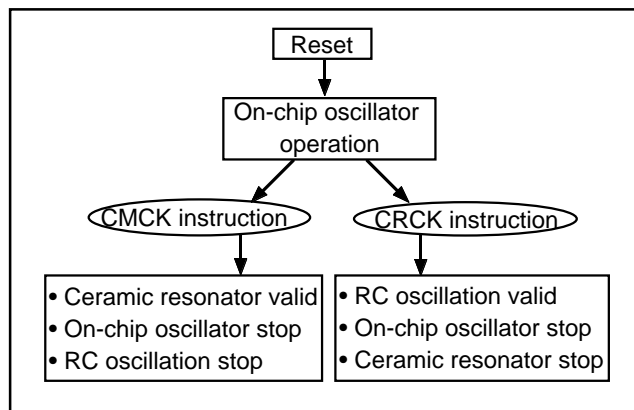 Reset
On-chip oscillator
operation
CMCK instruction
CRCK instruction
• Ceramic resonator valid
• On-chip oscillator stop
• RC oscillation stop
• RC oscillation valid
• On-chip oscillator stop
• Ceramic resonator stop